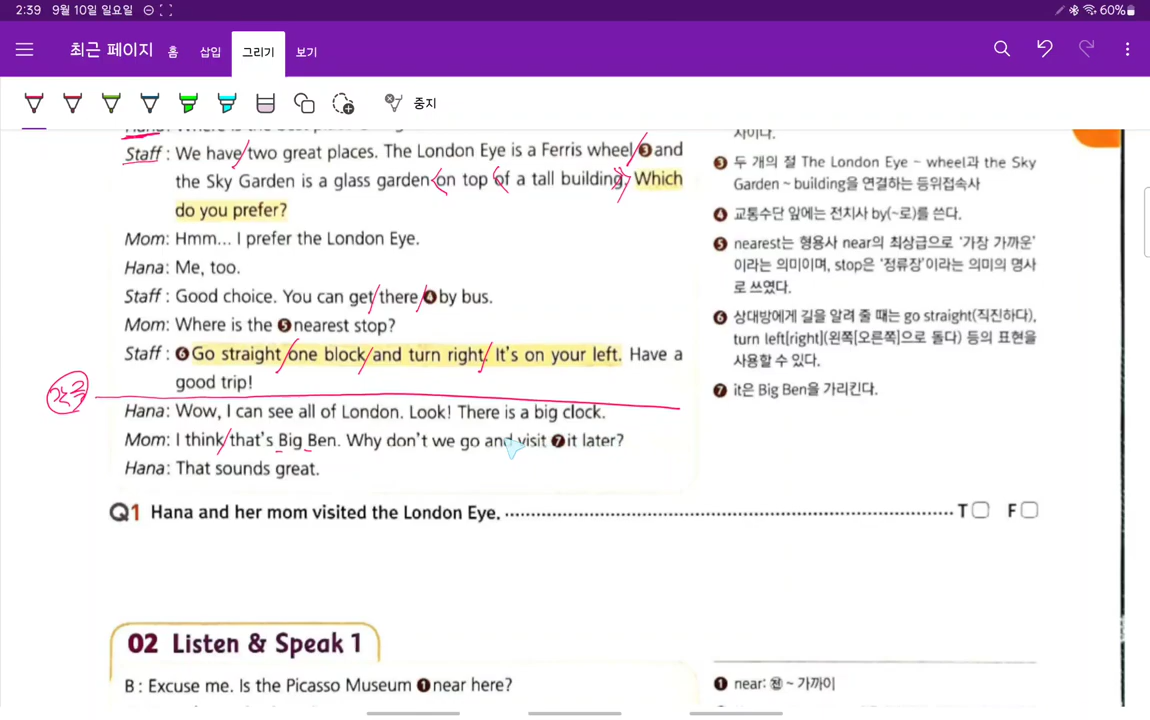 2:39 9월 10일 일요일 60%
최근 페이지 홈 삽입 그리기 보기
중지
Hana: Where is the best place
사이다.
Staff : We have two great places. The London Eye is a Ferris wheel ❸and
the Sky Garden is a glass garden on top of a tall building. Which
do you prefer?
Mom: Hmm... I prefer the London Eye.
Hana: Me, too.
Staff : Good choice. You can get there ❹by bus.
Mom: Where is the ❺nearest stop?
Staff : ❻Go straight one block and turn right. It's on your left. Have a
good trip!
Hana: Wow, I can see all of London. Look! There is a big clock.
Mom: I think that's Big Ben. Why don't we go and visit ❼it later?
Hana: That sounds great.
❸ 두 개의 절 The London Eye ~ wheel과 the Sky
Garden ~ building을 연결하는 등위접속사
❹ 교통수단 앞에는 전치사 by(~로)를 쓴다.
❺ nearest는 형용사 near의 최상급으로 '가장 가까운'
이라는 의미이며, stop은 '정류장'이라는 의미의 명사
로 쓰였다.
❻ 상대방에게 길을 알려 줄 때는 go straight(직진하다),
turn left[right](왼쪽[오른쪽]으로 돌다) 등의 표현을
사용할 수 있다.
❼ it은 Big Ben을 가리킨다.
Q1 Hana and her mom visited the London Eye. T F
02 Listen & Speak 1
B : Excuse me. Is the Picasso Museum ❶near here?
❶ near: 전 ~ 가까이